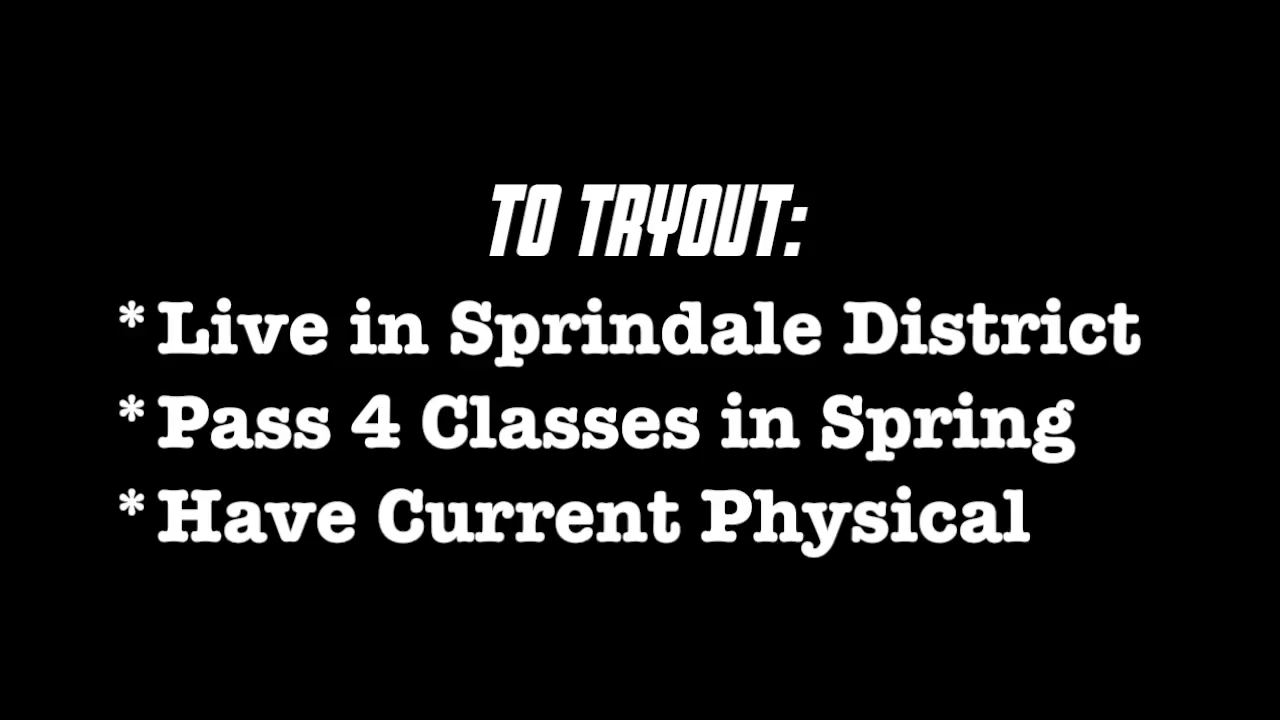 TO TRYOUT:
* Live in Sprindale District
* Pass 4 Classes in Spring
* Have Current Physical